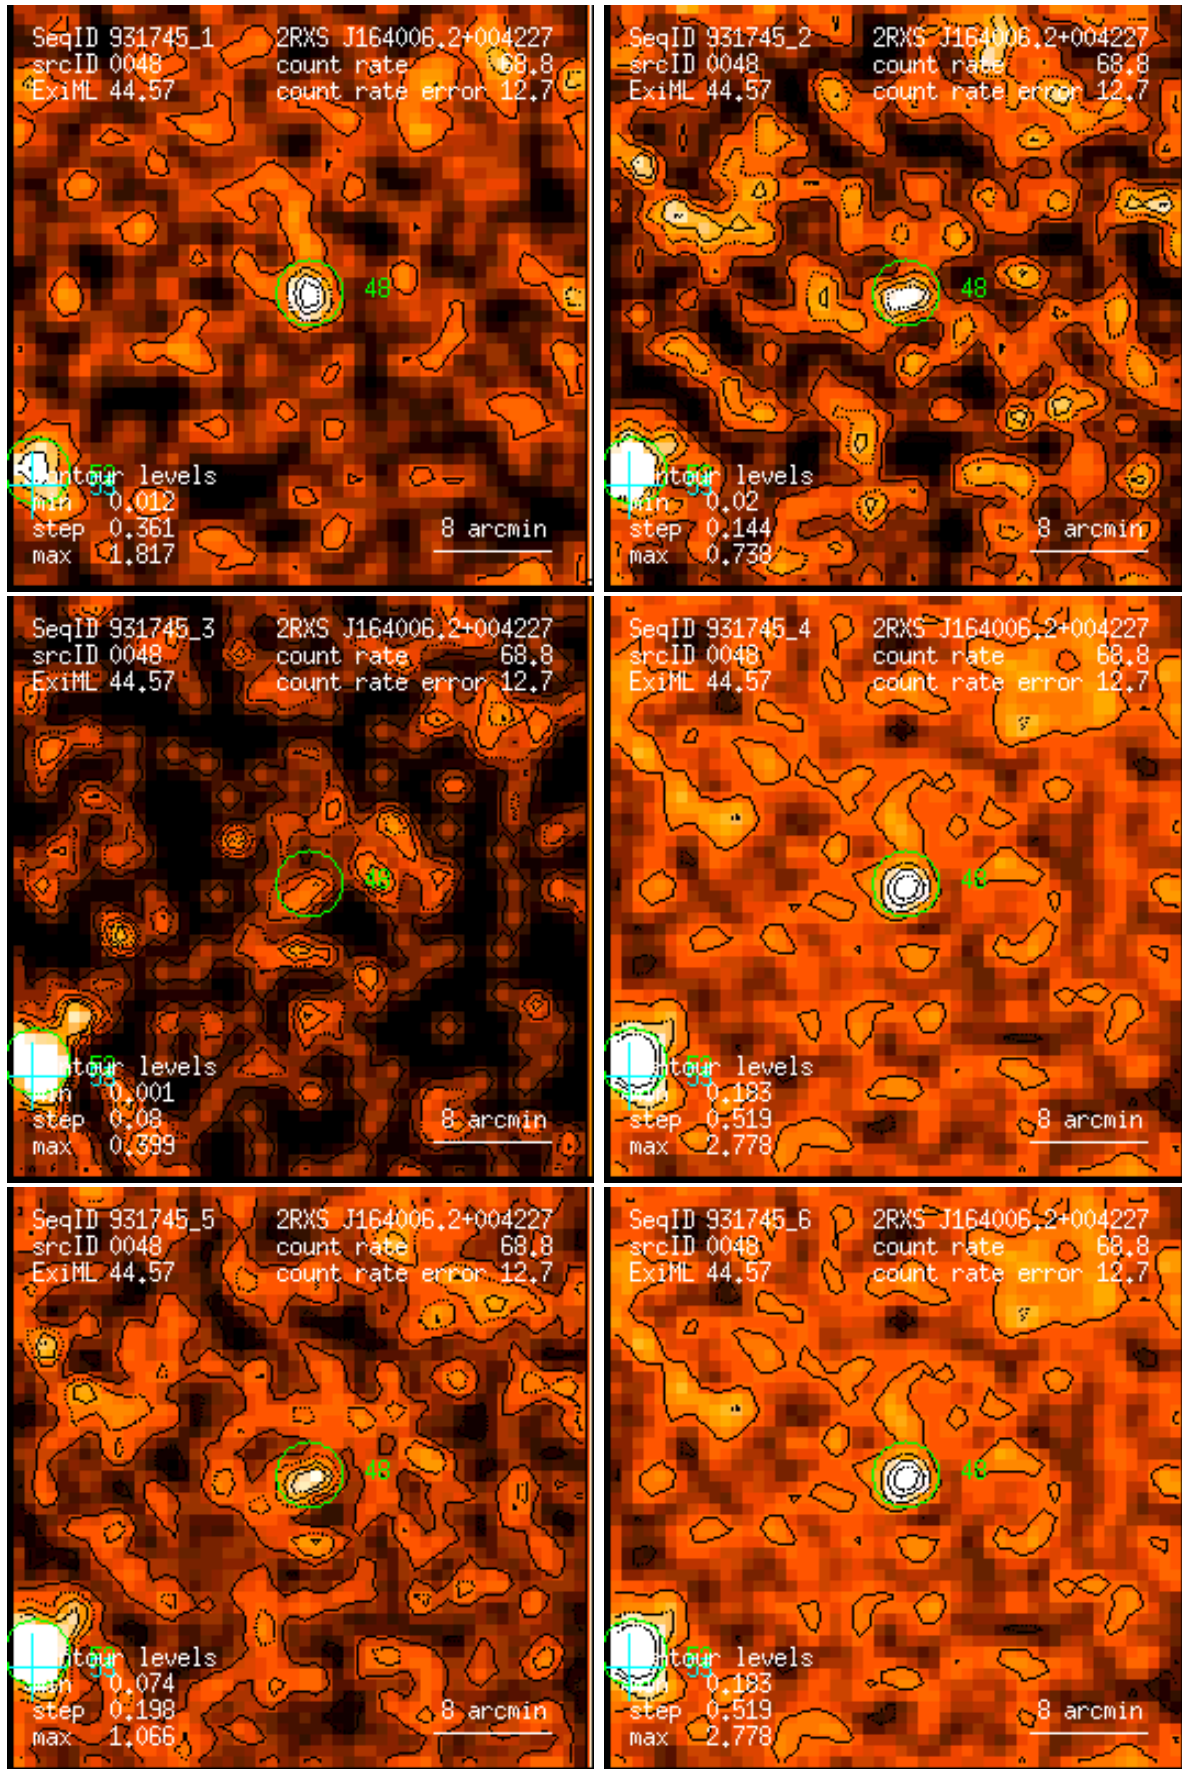 SeqID 931745_1 2RXS J164006.2+004227
srcID 0048 count rate 68.8
ExiML 44.57 count rate error 12.7
48
contour levels
min 0.012
step 0.361 8 arcmin
max 1.817
SeqID 931745_2 2RXS J164006.2+004227
srcID 0048 count rate 68.8
ExiML 44.57 count rate error 12.7
48
contour levels
min 0.02
step 0.144 8 arcmin
max 0.738
SeqID 931745_3 2RXS J164006.2+004227
srcID 0048 count rate 68.8
ExiML 44.57 count rate error 12.7
48
contour levels
min 0.001
step 0.08 8 arcmin
max 0.399
SeqID 931745_4 2RXS J164006.2+004227
srcID 0048 count rate 68.8
ExiML 44.57 count rate error 12.7
48
contour levels
min 0.183
step 0.519 8 arcmin
max 2.778
SeqID 931745_5 2RXS J164006.2+004227
srcID 0048 count rate 68.8
ExiML 44.57 count rate error 12.7
48
contour levels
min 0.074
step 0.198 8 arcmin
max 1.066
SeqID 931745_6 2RXS J164006.2+004227
srcID 0048 count rate 68.8
ExiML 44.57 count rate error 12.7
48
contour levels
min 0.183
step 0.519 8 arcmin
max 2.778